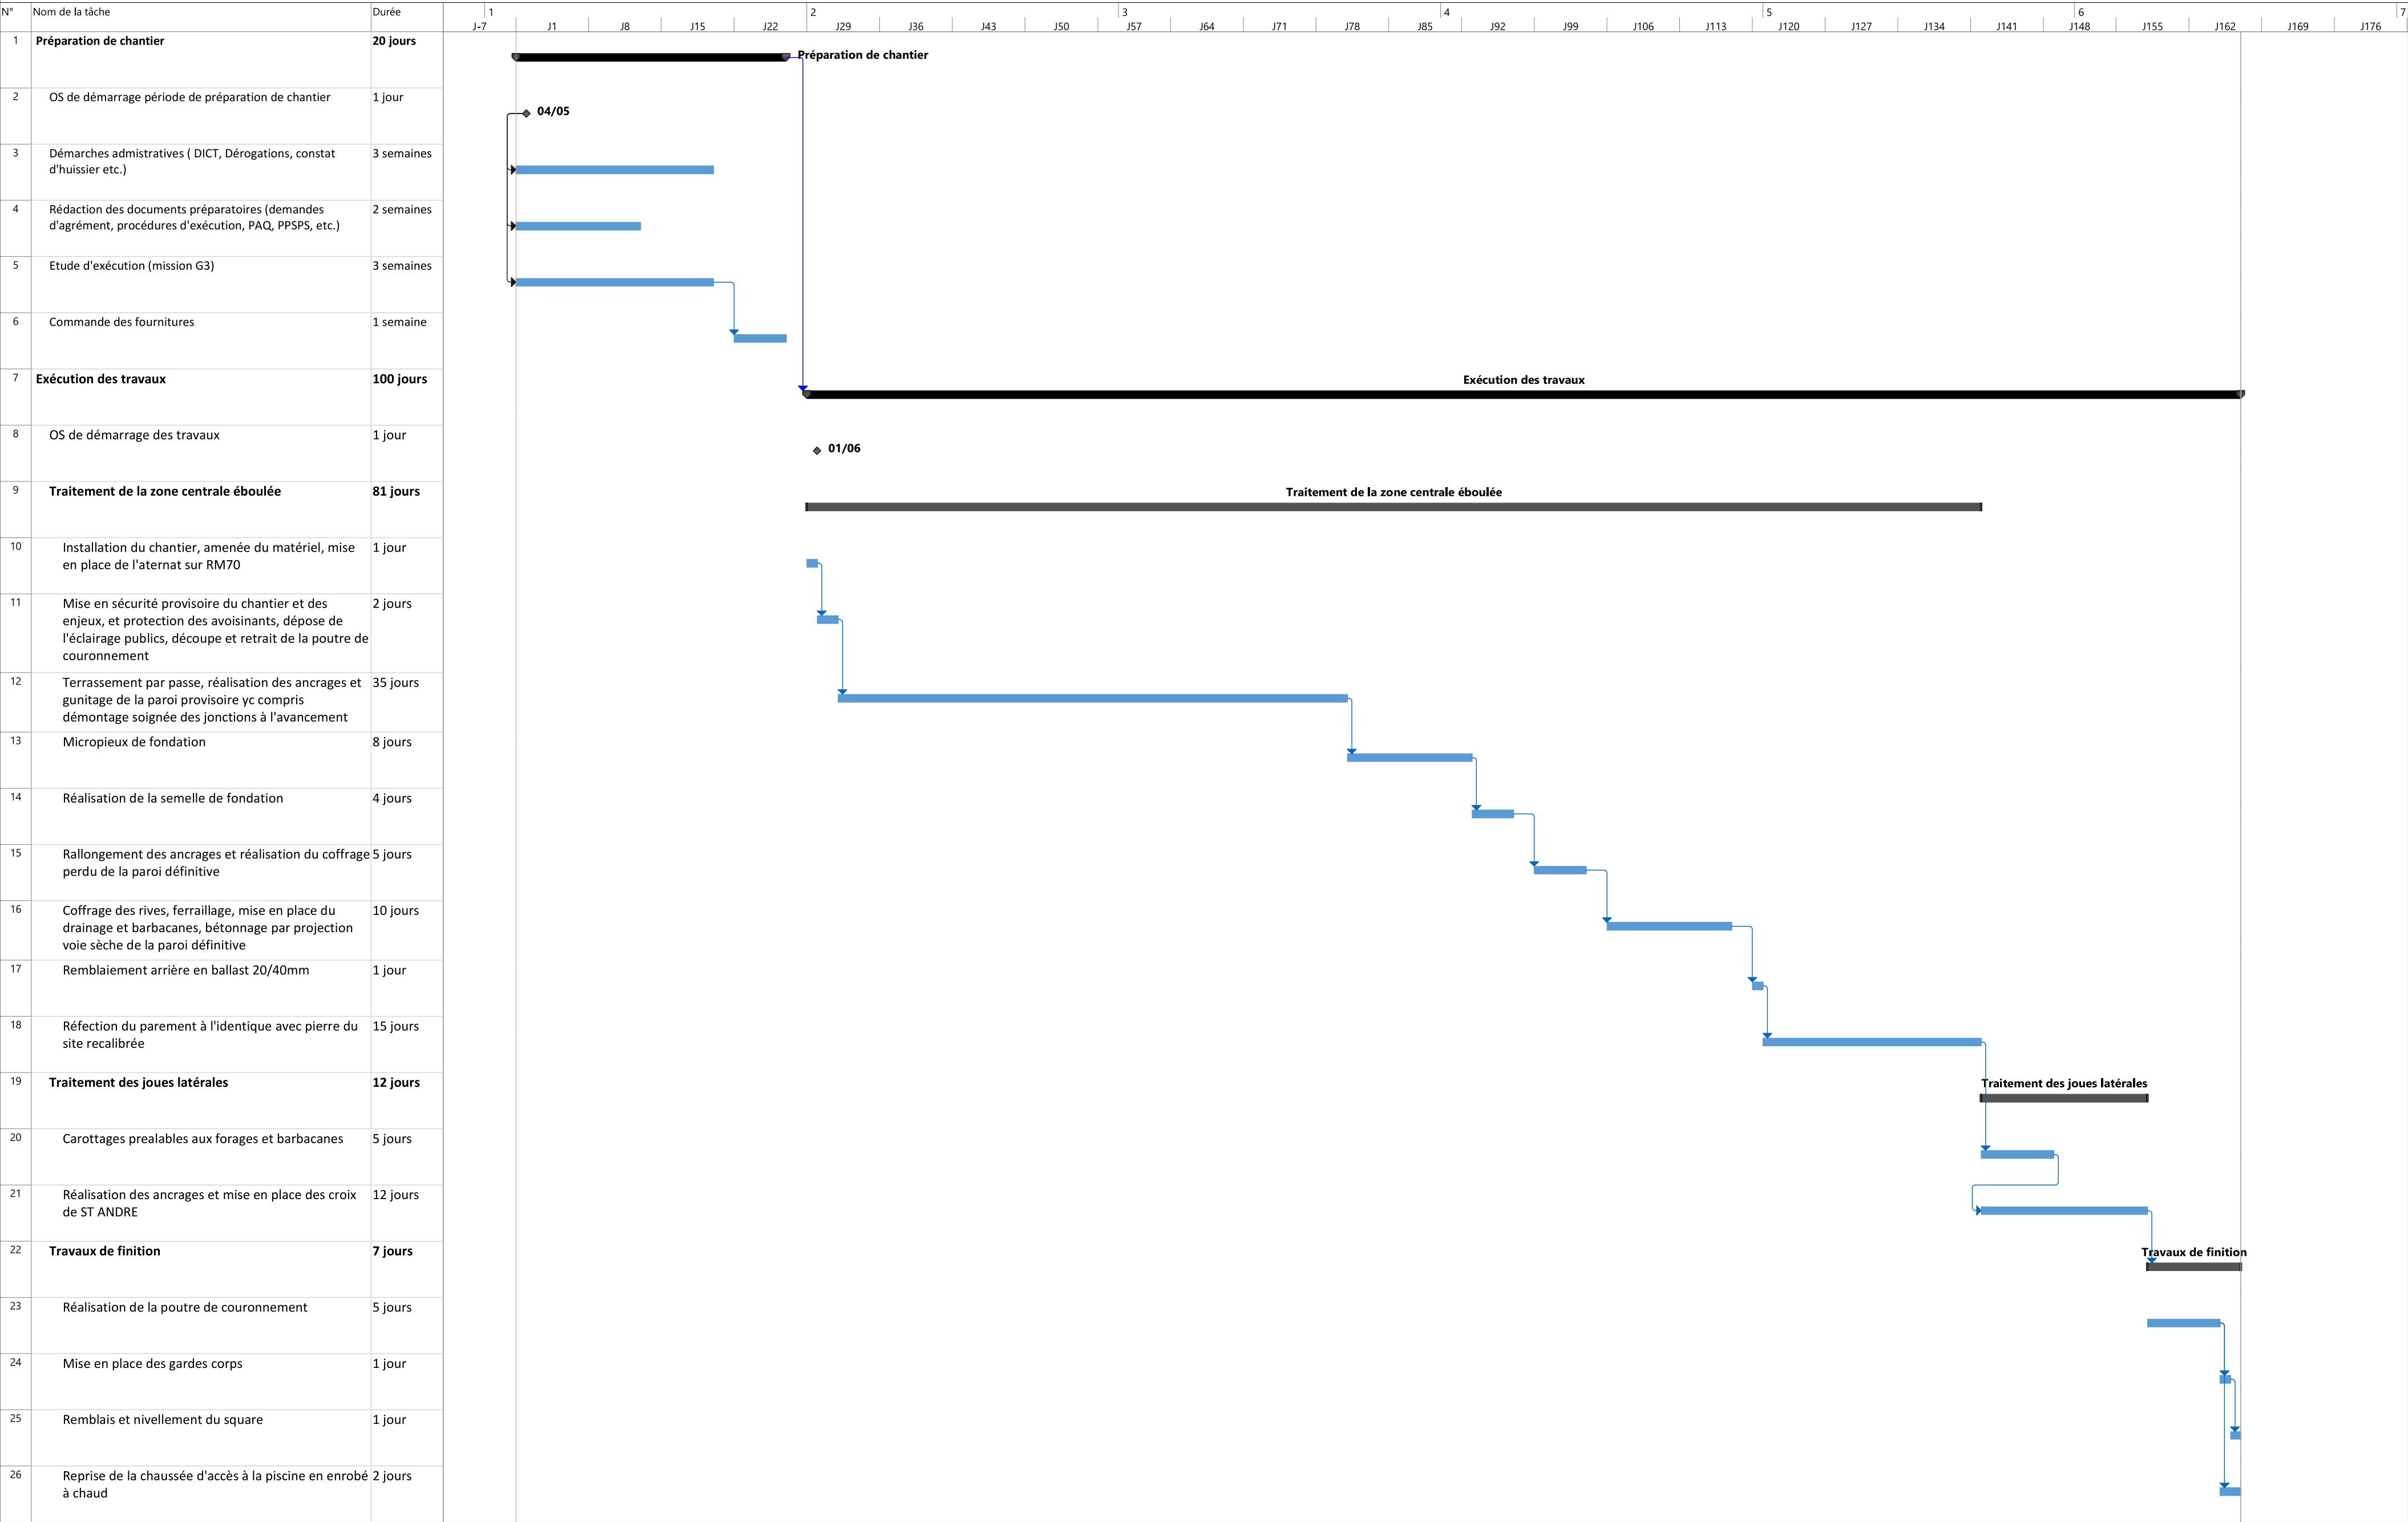 N° Nom de la tâche Durée 1 2 3 4 5 6 7
J-7 J1 J8 J15 J22 J29 J36 J43 J50 J57 J64 J71 J78 J85 J92 J99 J106 J113 J120 J127 J134 J141 J148 J155 J162 J169 J176
1 Préparation de chantier 20 jours
Préparation de chantier
2 OS de démarrage période de préparation de chantier 1 jour
04/05
3 Démarches admistratives ( DICT, Dérogations, constat 3 semaines
d'huissier etc.)
4 Rédaction des documents préparatoires (demandes 2 semaines
d'agrément, procédures d'exécution, PAQ, PPSPS, etc.)
5 Etude d'exécution (mission G3) 3 semaines
6 Commande des fournitures 1 semaine
7 Exécution des travaux 100 jours
Exécution des travaux
8 OS de démarrage des travaux 1 jour
01/06
9 Traitement de la zone centrale éboulée 81 jours
Traitement de la zone centrale éboulée
10 Installation du chantier, amenée du matériel, mise 1 jour
en place de l'aternat sur RM70
11 Mise en sécurité provisoire du chantier et des 2 jours
enjeux, et protection des avoisinants, dépose de
l'éclairage publics, découpe et retrait de la poutre de
couronnement
12 Terrassement par passe, réalisation des ancrages et 35 jours
gunitage de la paroi provisoire yc compris
démontage soignée des jonctions à l'avancement
13 Micropieux de fondation 8 jours
14 Réalisation de la semelle de fondation 4 jours
15 Rallongement des ancrages et réalisation du coffrage 5 jours
perdu de la paroi définitive
16 Coffrage des rives, ferraillage, mise en place du 10 jours
drainage et barbacanes, bétonnage par projection
voie sèche de la paroi définitive
17 Remblaiement arrière en ballast 20/40mm 1 jour
18 Réfection du parement à l'identique avec pierre du 15 jours
site recalibrée
19 Traitement des joues latérales 12 jours
Traitement des joues latérales
20 Carottages prealables aux forages et barbacanes 5 jours
21 Réalisation des ancrages et mise en place des croix 12 jours
de ST ANDRE
22 Travaux de finition 7 jours
Travaux de finition
23 Réalisation de la poutre de couronnement 5 jours
24 Mise en place des gardes corps 1 jour
25 Remblais et nivellement du square 1 jour
26 Reprise de la chaussée d'accès à la piscine en enrobé 2 jours
à chaud